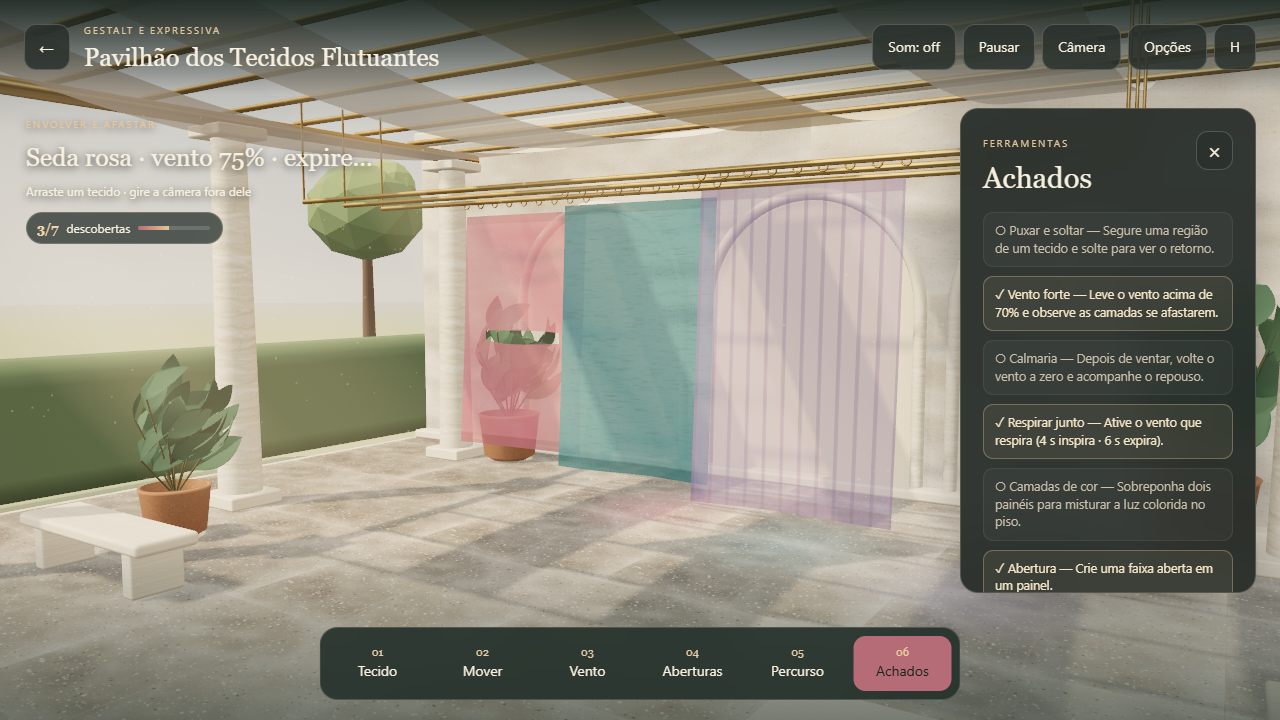 ←
GESTALT E EXPRESSIVA
Pavilhão dos Tecidos Flutuantes
Som: off
Pausar
Câmera
Opções
H
ENVOLVER E AFASTAR
Seda rosa · vento 75% · expire…
Arraste um tecido · gire a câmera fora dele
3/7 descobertas
FERRAMENTAS
Achados
✕
○ Puxar e soltar — Segure uma região
de um tecido e solte para ver o retorno.
✓ Vento forte — Leve o vento acima de
70% e observe as camadas se afastarem.
○ Calmaria — Depois de ventar, volte o
vento a zero e acompanhe o repouso.
✓ Respirar junto — Ative o vento que
respira (4 s inspira · 6 s expira).
○ Camadas de cor — Sobreponha dois
painéis para misturar a luz colorida no
piso.
✓ Abertura — Crie uma faixa aberta em
um painel.
01
Tecido
02
Mover
03
Vento
04
Aberturas
05
Percurso
06
Achados